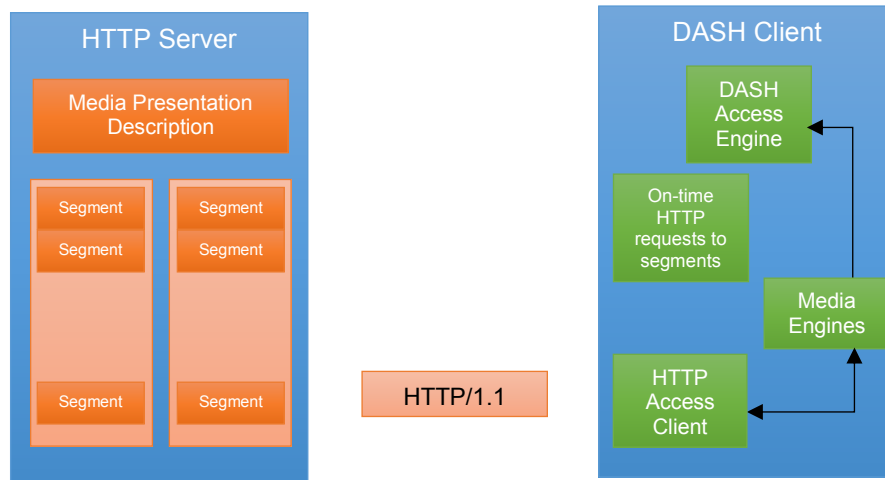 HTTP Server
Media Presentation
Description
Segment
Segment
Segment
Segment
Segment
Segment
HTTP/1.1
DASH Client
DASH
Access
Engine
On-time
HTTP
requests to
segments
Media
Engines
HTTP
Access
Client